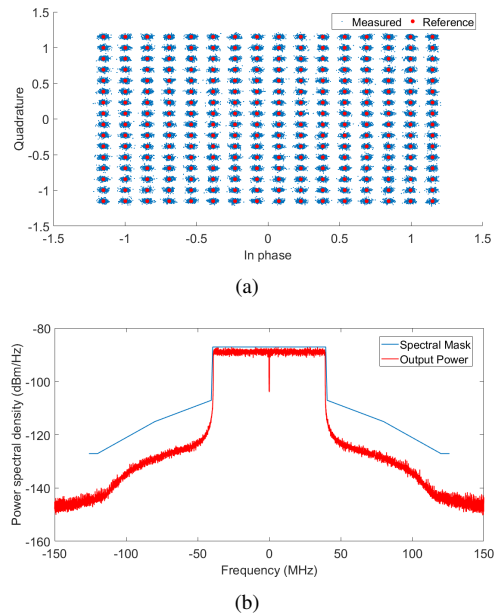 1.5
Measured
Reference
1
0.5
0
-0.5
-1
-1.5
Quadrature
-1.5
-1
-0.5
0
0.5
1
1.5
In phase
(a)
-80
Spectral Mask
Output Power
-100
-120
-140
-160
Power spectral density (dBm/Hz)
-150
-100
-50
0
50
100
150
Frequency (MHz)
(b)